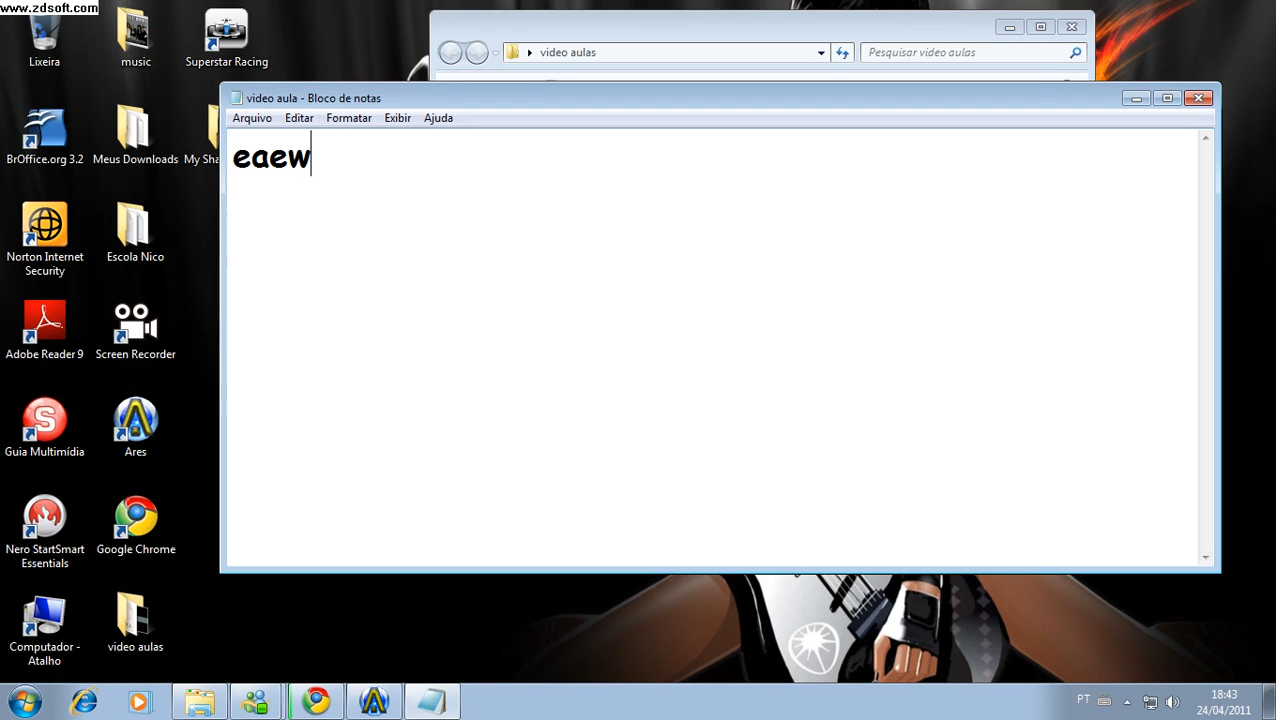 www.zdsoft.com
Lixeira
music
Superstar Racing
video aulas
Pesquisar video aulas
video aula - Bloco de notas
Arquivo Editar Formatar Exibir Ajuda
eaew
BrOffice.org 3.2
Meus Downloads
My Sha
Norton Internet
Security
Escola Nico
Adobe Reader 9
Screen Recorder
Guia Multimídia
Ares
Nero StartSmart
Essentials
Google Chrome
Computador -
Atalho
video aulas
PT
18:43
24/04/2011